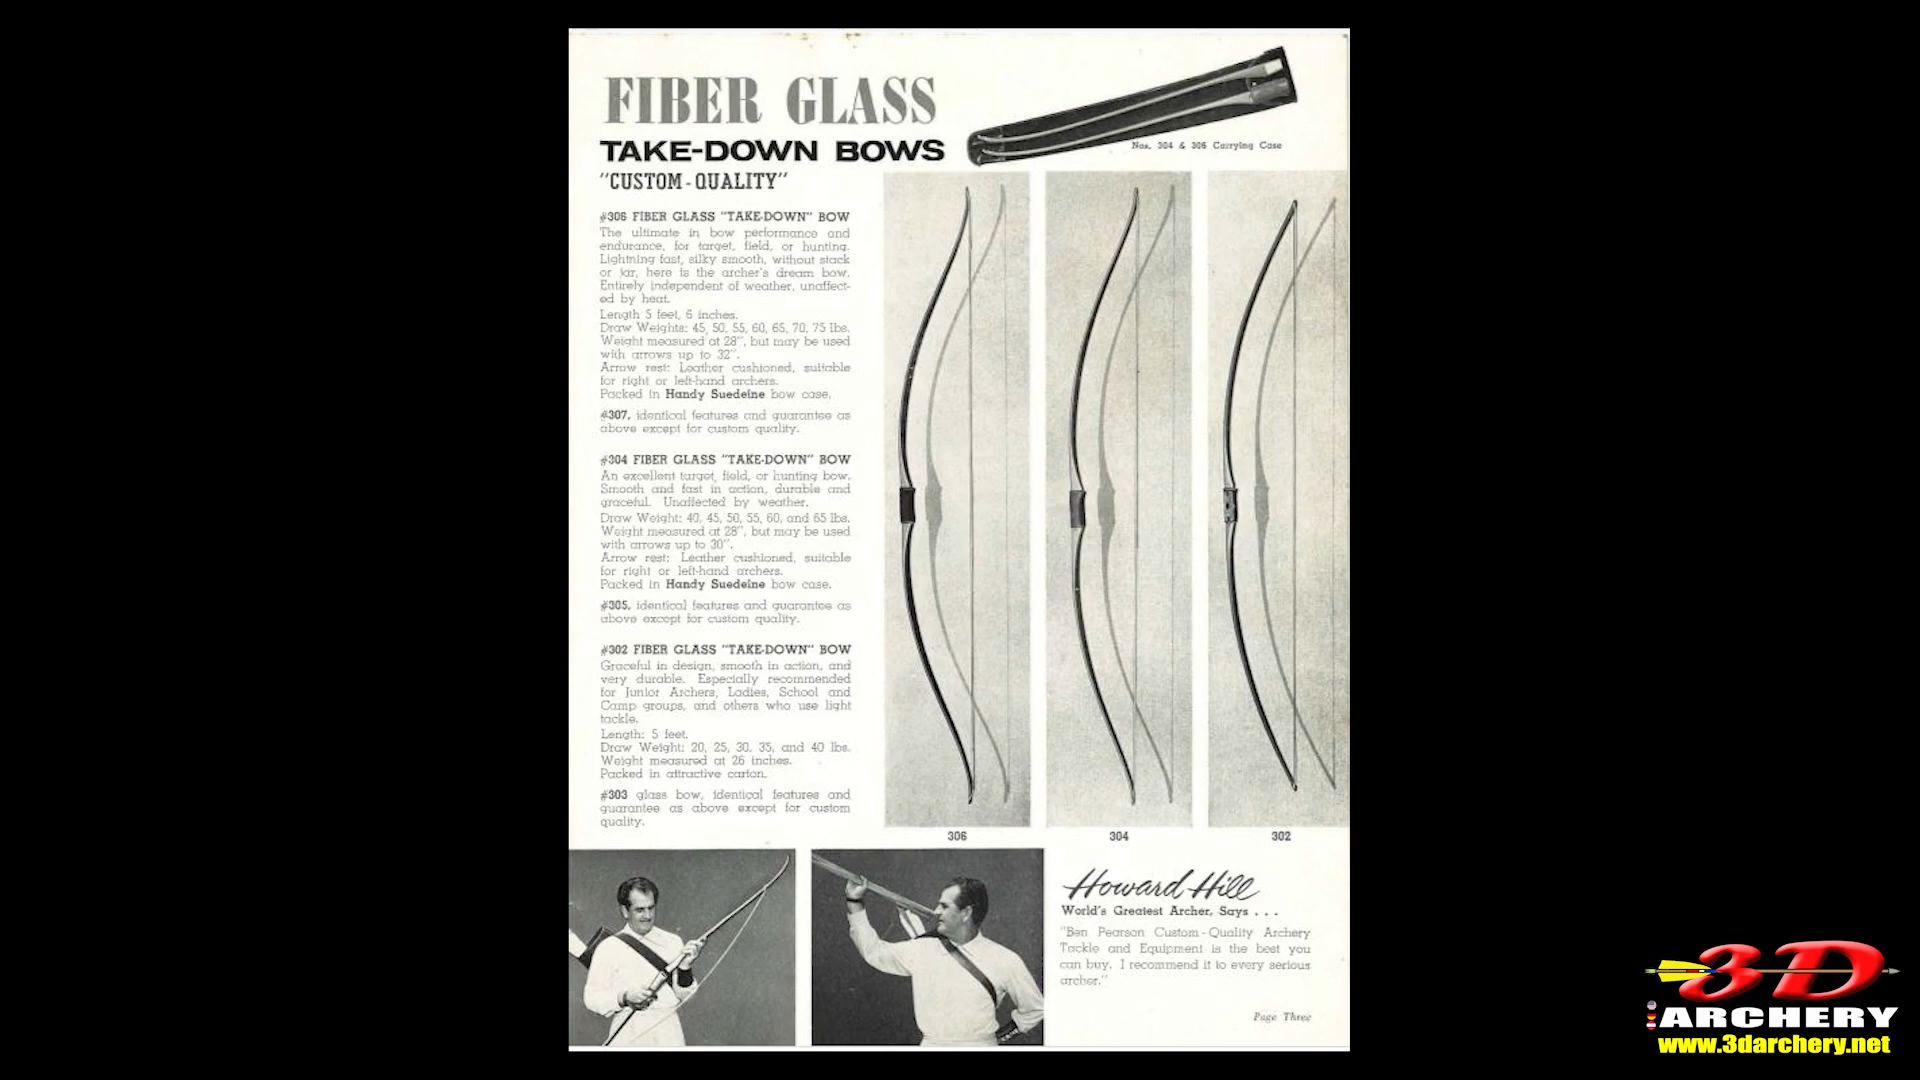 FIBER GLASS
TAKE-DOWN BOWS
"CUSTOM-QUALITY"
Nos. 304 & 306 Carrying Case
#306 FIBER GLASS "TAKE-DOWN" BOW
The ultimate in bow performance and
endurance, for target, field, or hunting.
Lightning fast, silky smooth, without stack
or jar, here is the archer's dream bow.
Entirely independent of weather, unaffect-
ed by heat.
Length 5 feet, 6 inches.
Draw Weights: 45, 50, 55, 60, 65, 70, 75 lbs.
Weight measured at 28", but may be used
with arrows up to 32".
Arrow rest: Leather cushioned, suitable
for right or left-hand archers.
Packed in Handy Suedeine bow case.
#307, identical features and guarantee as
above except for custom quality.
#304 FIBER GLASS "TAKE-DOWN" BOW
An excellent target, field, or hunting bow.
Smooth and fast in action, durable and
graceful. Unaffected by weather.
Draw Weight: 40, 45, 50, 55, 60, and 65 lbs.
Weight measured at 28", but may be used
with arrows up to 30".
Arrow rest: Leather cushioned, suitable
for right or left-hand archers.
Packed in Handy Suedeine bow case.
#305, identical features and guarantee as
above except for custom quality.
#302 FIBER GLASS "TAKE-DOWN" BOW
Graceful in design, smooth in action, and
very durable. Especially recommended
for Junior Archers, Ladies, School and
Camp groups, and others who use light
tackle.
Length: 5 feet.
Draw Weight: 20, 25, 30, 35, and 40 lbs.
Weight measured at 26 inches.
Packed in attractive carton.
#303 glass bow, identical features and
guarantee as above except for custom
quality.
306
304
302
Howard Hill
World's Greatest Archer, Says . . .
"Ben Pearson Custom-Quality Archery
Tackle and Equipment is the best you
can buy. I recommend it to every serious
archer."
Page Three
3D
ARCHERY
www.3darchery.net